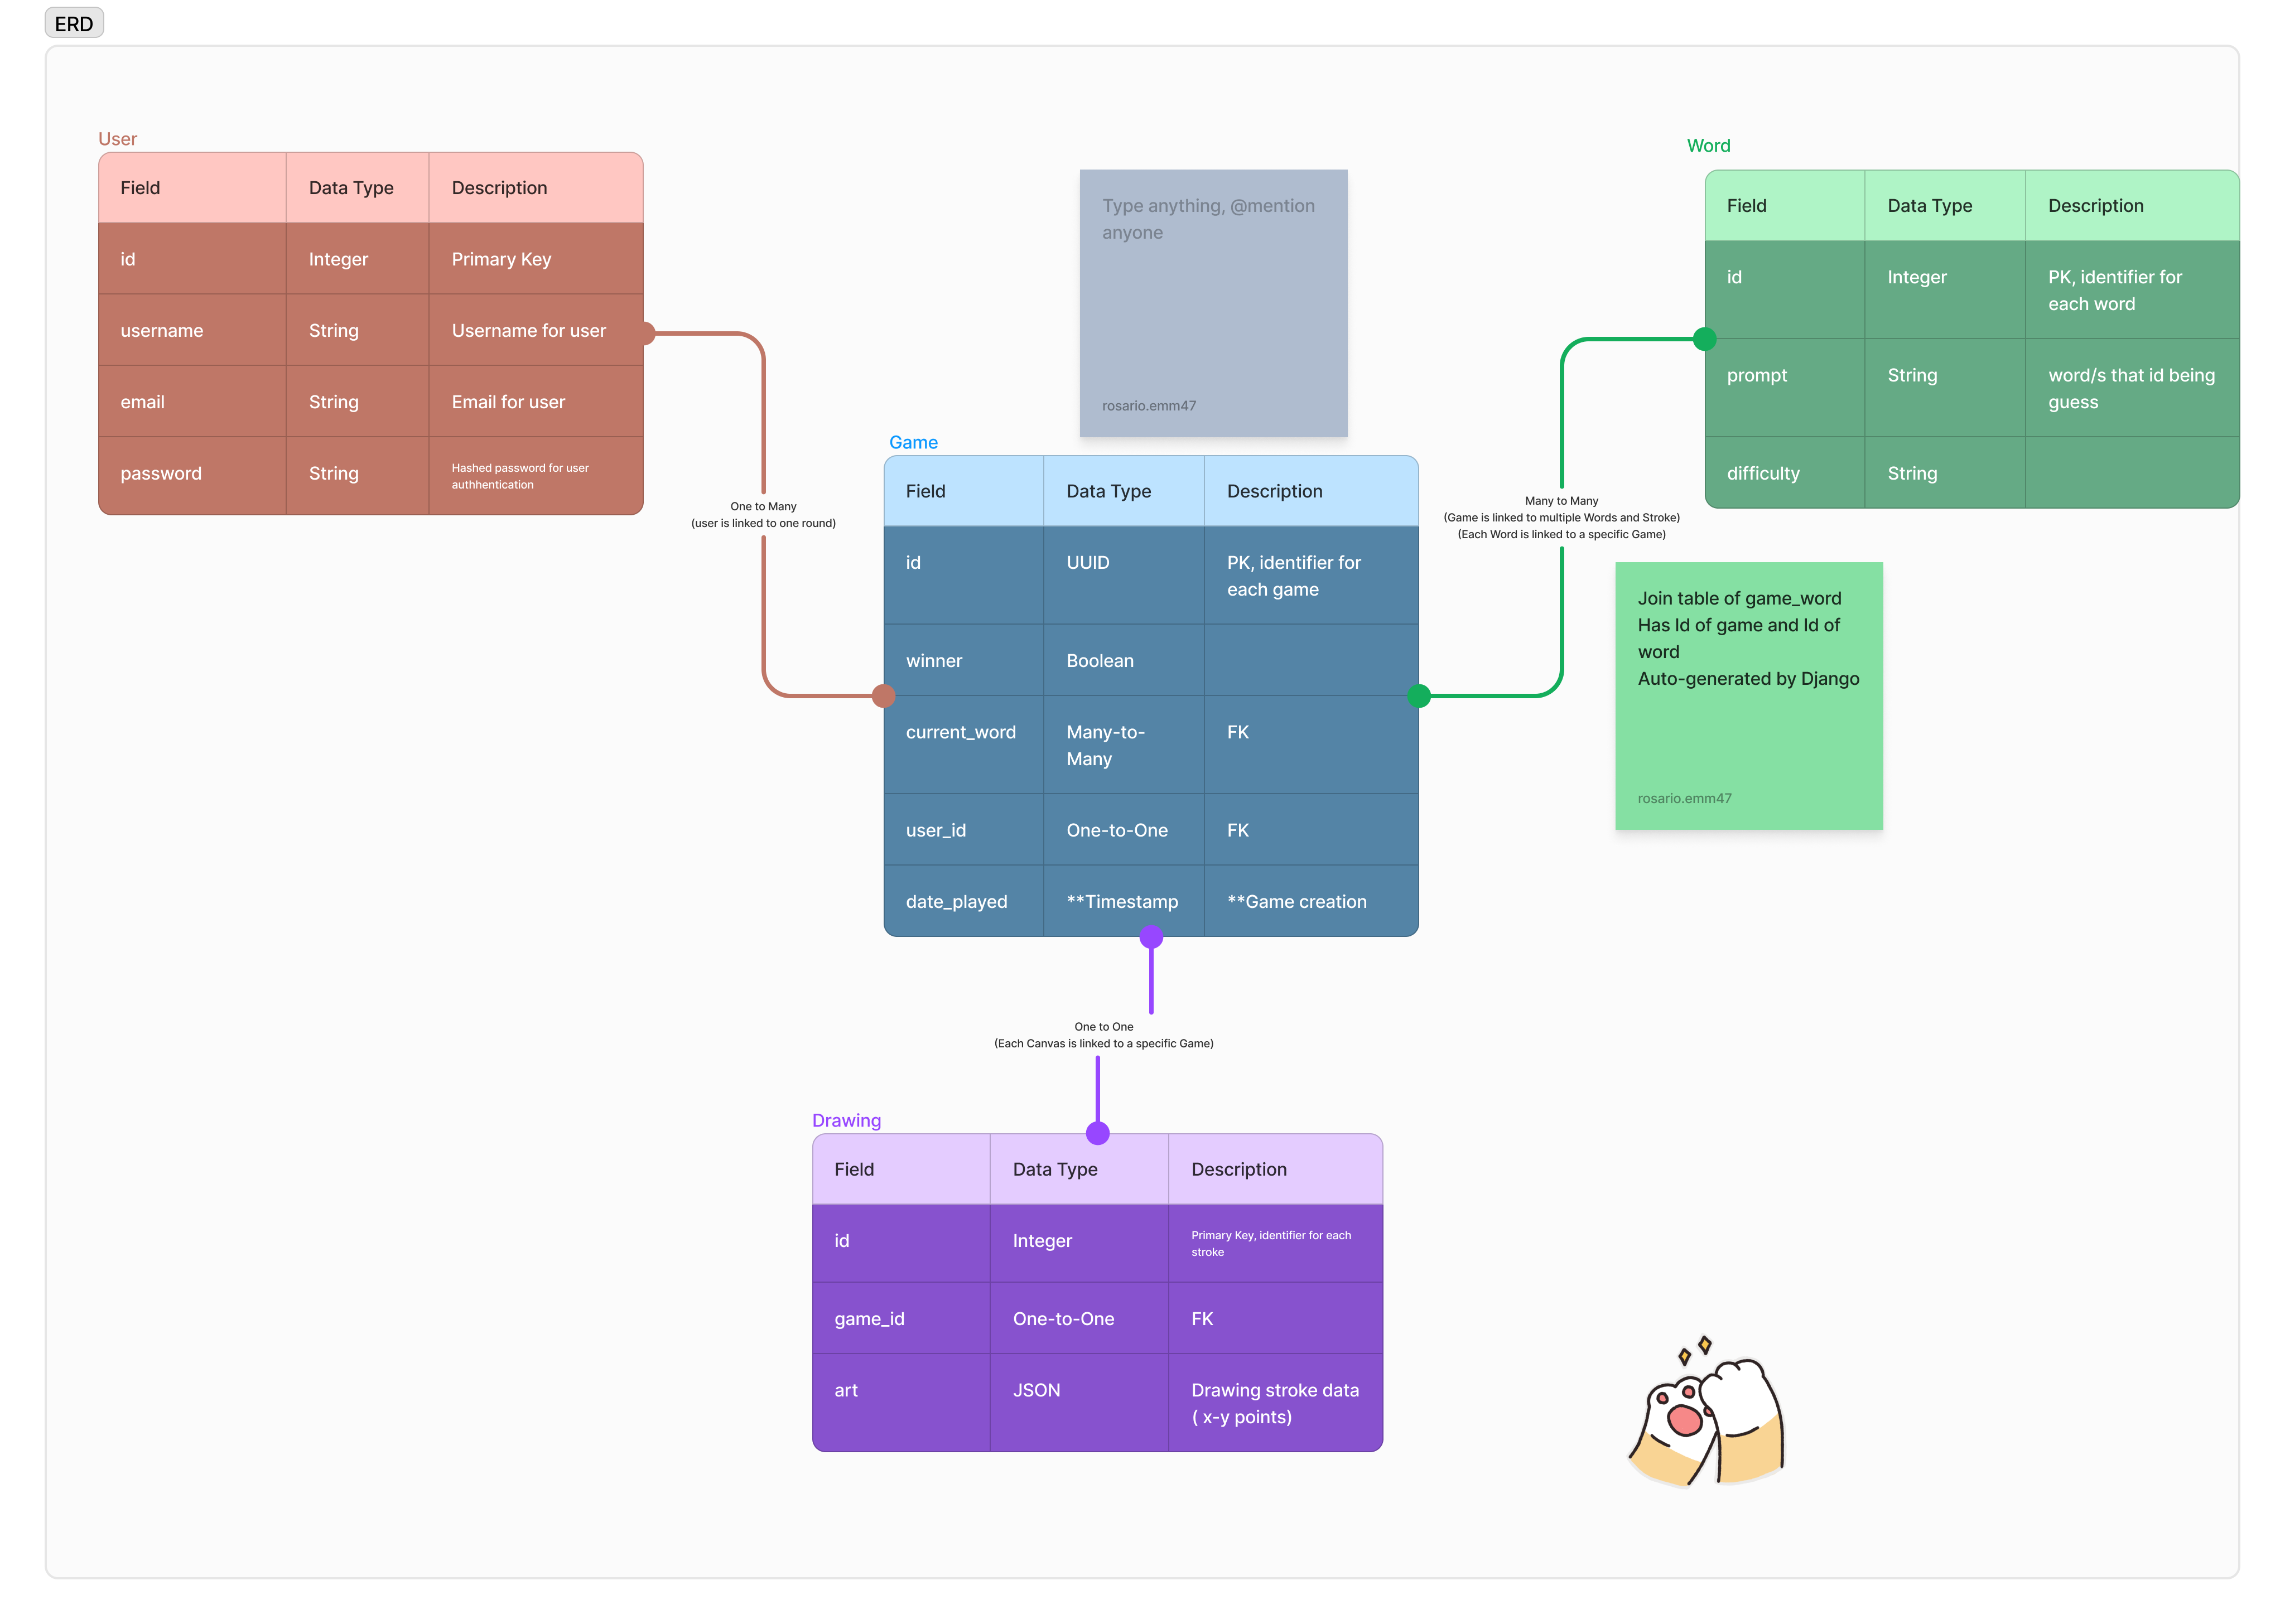 ERD
User
Field Data Type Description
id Integer Primary Key
username String Username for user
email String Email for user
password String Hashed password for user
authhentication
One to Many
(user is linked to one round)
Type anything, @mention
anyone
rosario.emm47
Game
Field Data Type Description
id UUID PK, identifier for
each game
winner Boolean
current_word Many-to-
Many FK
user_id One-to-One FK
date_played **Timestamp **Game creation
Many to Many
(Game is linked to multiple Words and Stroke)
(Each Word is linked to a specific Game)
Word
Field Data Type Description
id Integer PK, identifier for
each word
prompt String word/s that id being
guess
difficulty String
Join table of game_word
Has Id of game and Id of
word
Auto-generated by Django
rosario.emm47
One to One
(Each Canvas is linked to a specific Game)
Drawing
Field Data Type Description
id Integer Primary Key, identifier for each
stroke
game_id One-to-One FK
art JSON Drawing stroke data
( x-y points)